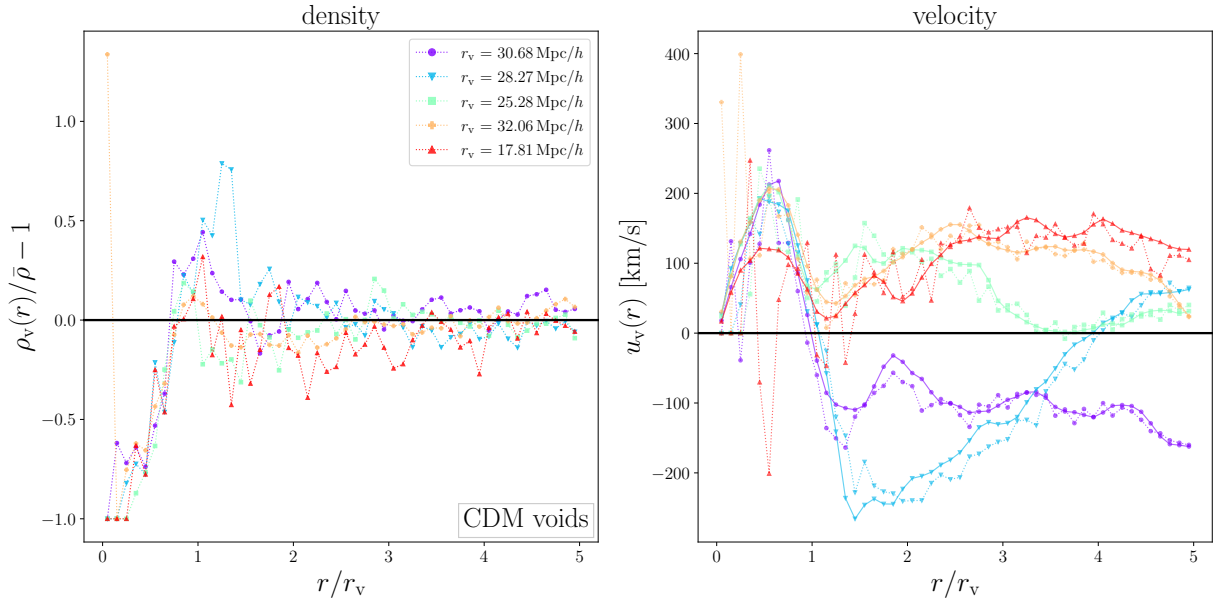 density
velocity
ρᵥ(r)/ρ̄ − 1
1.0
0.5
0.0
−0.5
−1.0
rᵥ = 30.68 Mpc/h
rᵥ = 28.27 Mpc/h
rᵥ = 25.28 Mpc/h
rᵥ = 32.06 Mpc/h
rᵥ = 17.81 Mpc/h
CDM voids
0 1 2 3 4 5
r/rᵥ
uᵥ(r) [km/s]
400
300
200
100
0
−100
−200
0 1 2 3 4 5
r/rᵥ